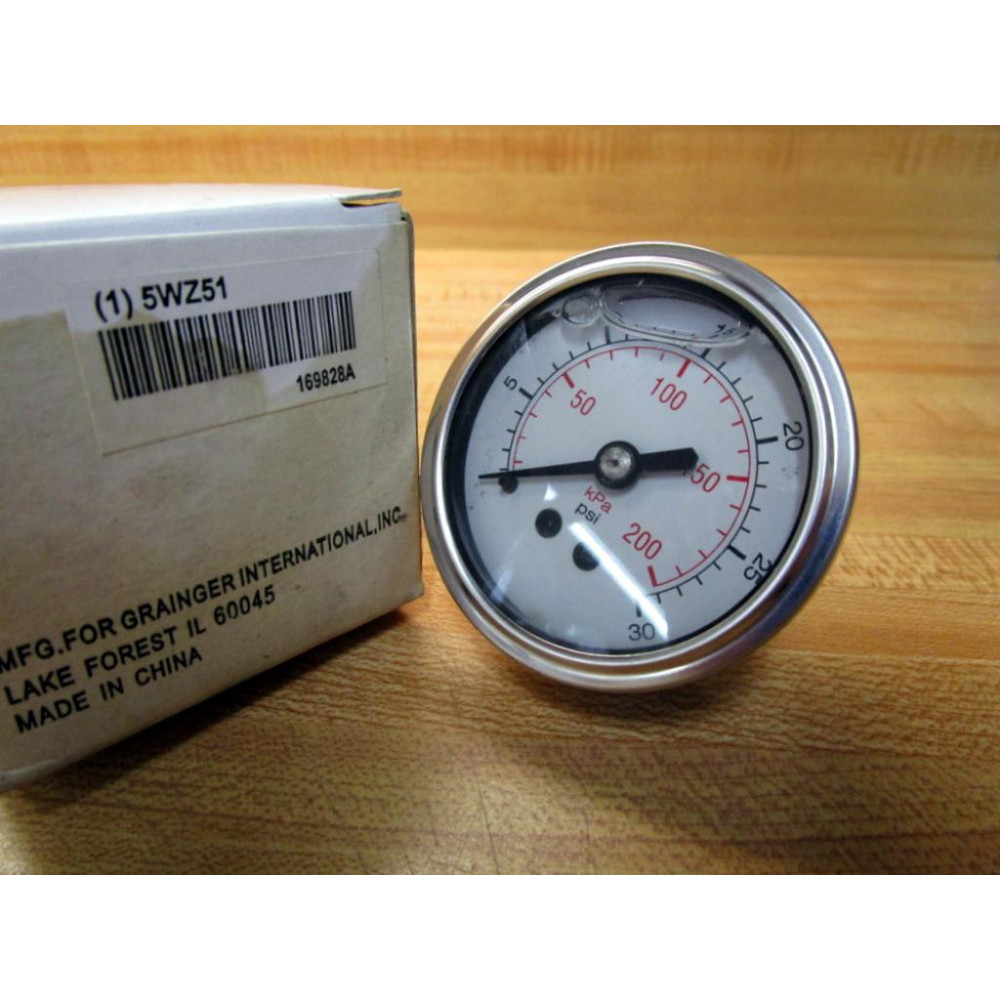 (1) 5WZ51
169828A
MFG. FOR GRAINGER INTERNATIONAL, INC.
LAKE FOREST IL 60045
MADE IN CHINA
5
20
25
30
50
100
150
200
kPa
psi